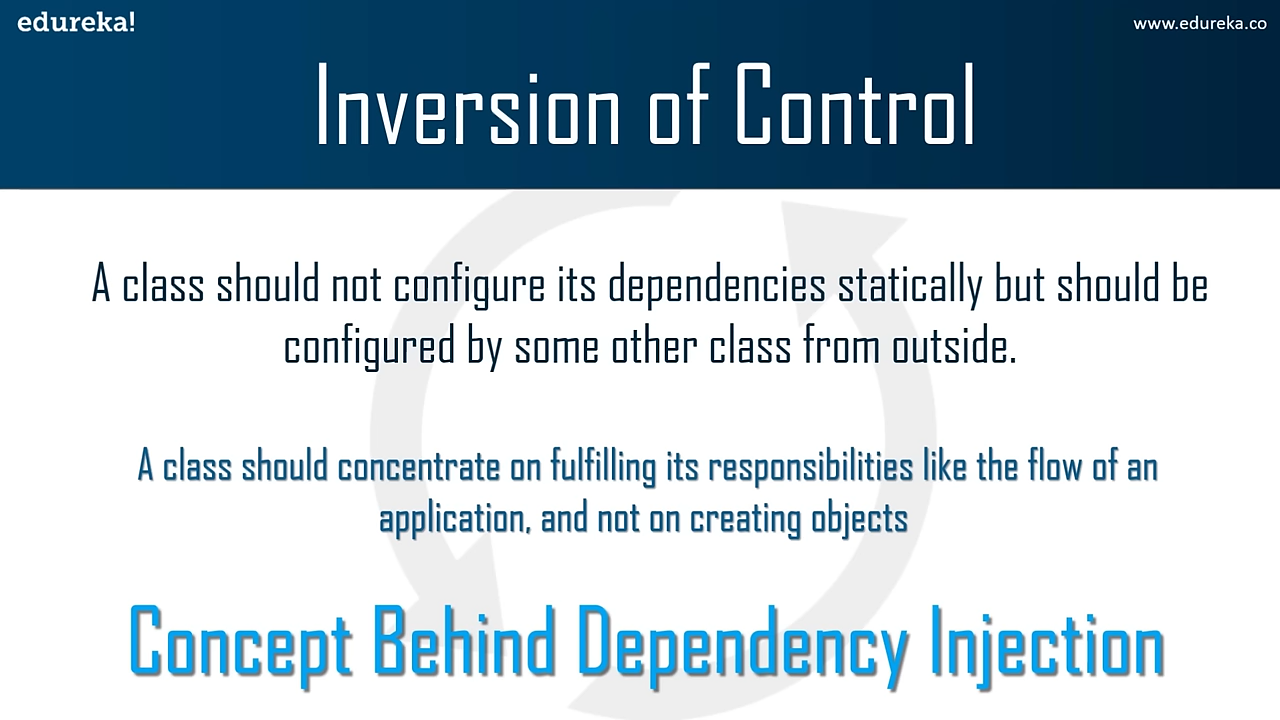 edureka!
www.edureka.co
Inversion of Control
A class should not configure its dependencies statically but should be
configured by some other class from outside.
A class should concentrate on fulfilling its responsibilities like the flow of an
application, and not on creating objects
Concept Behind Dependency Injection